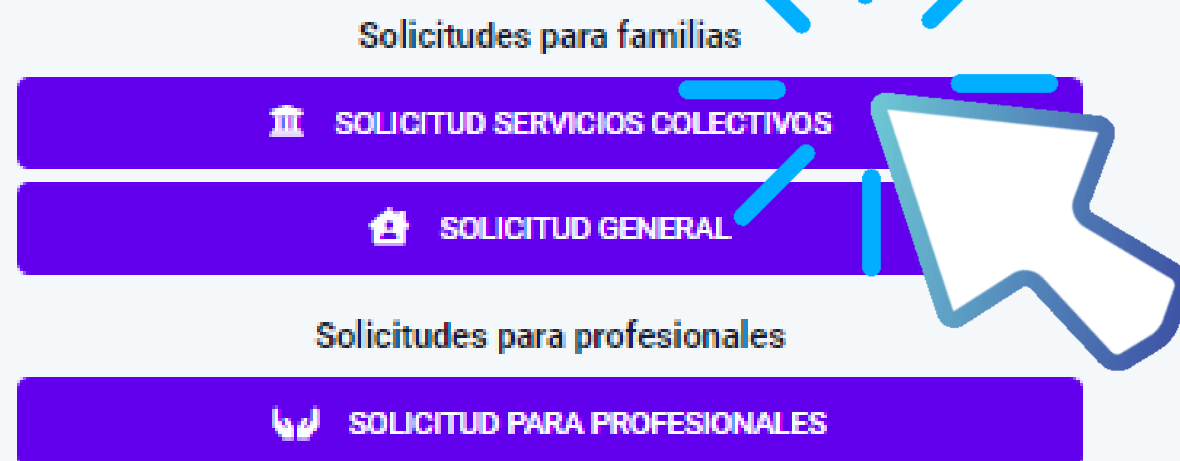 Solicitudes para familias
SOLICITUD SERVICIOS COLECTIVOS
SOLICITUD GENERAL
Solicitudes para profesionales
SOLICITUD PARA PROFESIONALES